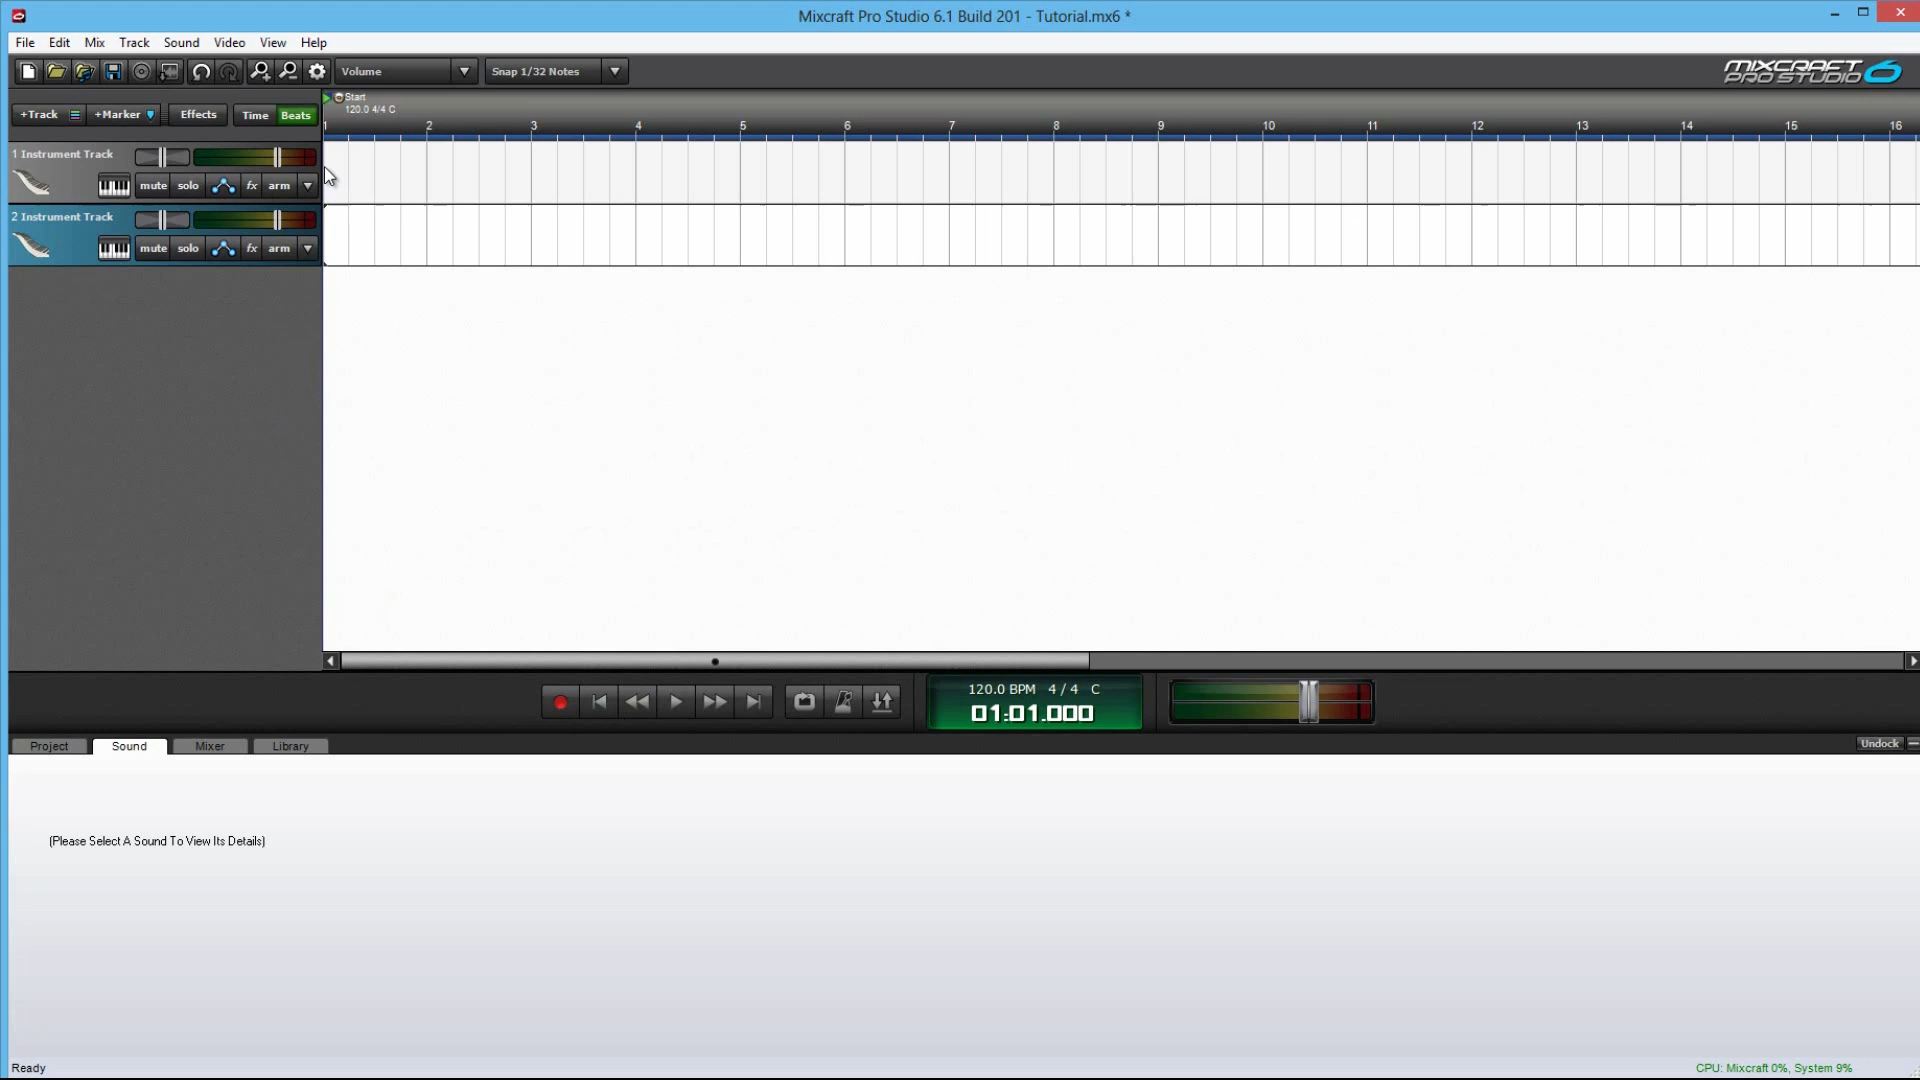 Mixcraft Pro Studio 6.1 Build 201 - Tutorial.mx6 *
File Edit Mix Track Sound Video View Help
Volume
Snap 1/32 Notes
MIXCRAFT 6
PRO STUDIO
+Track +Marker Effects Time Beats
Start
120.0 4/4 C
1 2 3 4 5 6 7 8 9 10 11 12 13 14 15 16
1 Instrument Track
mute solo fx arm
2 Instrument Track
mute solo fx arm
120.0 BPM 4 / 4 C
01:01.000
Project Sound Mixer Library
Undock
(Please Select A Sound To View Its Details)
Ready
CPU: Mixcraft 0%, System 9%